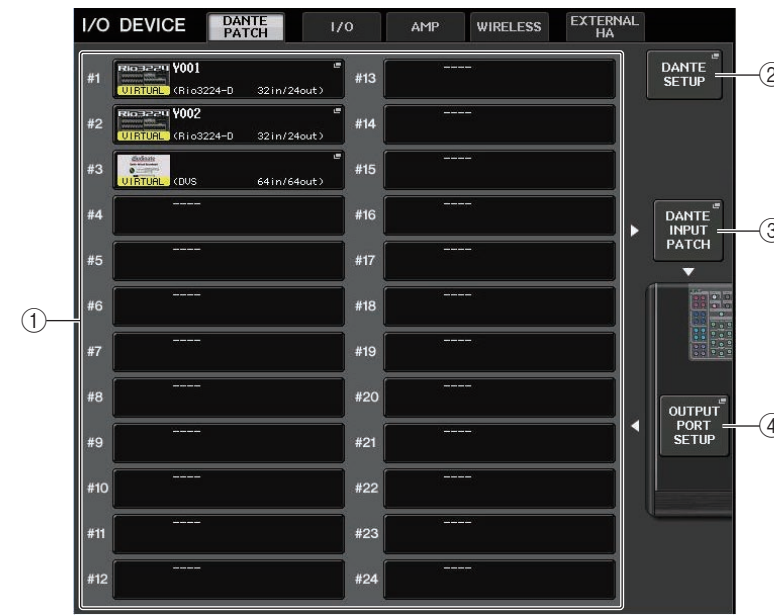 I/O DEVICE
DANTE PATCH
I/O
AMP
WIRELESS
EXTERNAL HA
#1
Rio3224
VIRTUAL
Y001
(Rio3224-D 32in/24out)
#2
Rio3224
VIRTUAL
Y002
(Rio3224-D 32in/24out)
#3
VIRTUAL
(DVS 64in/64out)
#4 ----
#5 ----
#6 ----
#7 ----
#8 ----
#9 ----
#10 ----
#11 ----
#12 ----
#13 ----
#14 ----
#15 ----
#16 ----
#17 ----
#18 ----
#19 ----
#20 ----
#21 ----
#22 ----
#23 ----
#24 ----
DANTE
SETUP
DANTE
INPUT
PATCH
OUTPUT
PORT
SETUP
①
②
③
④